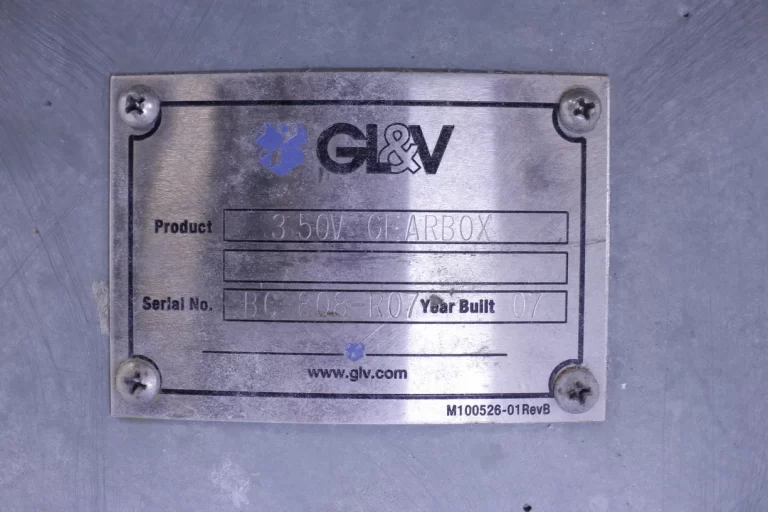 GL&V
Product 350V GEARBOX
Serial No. BC-808-R07 Year Built 07
www.glv.com
M100526-01RevB